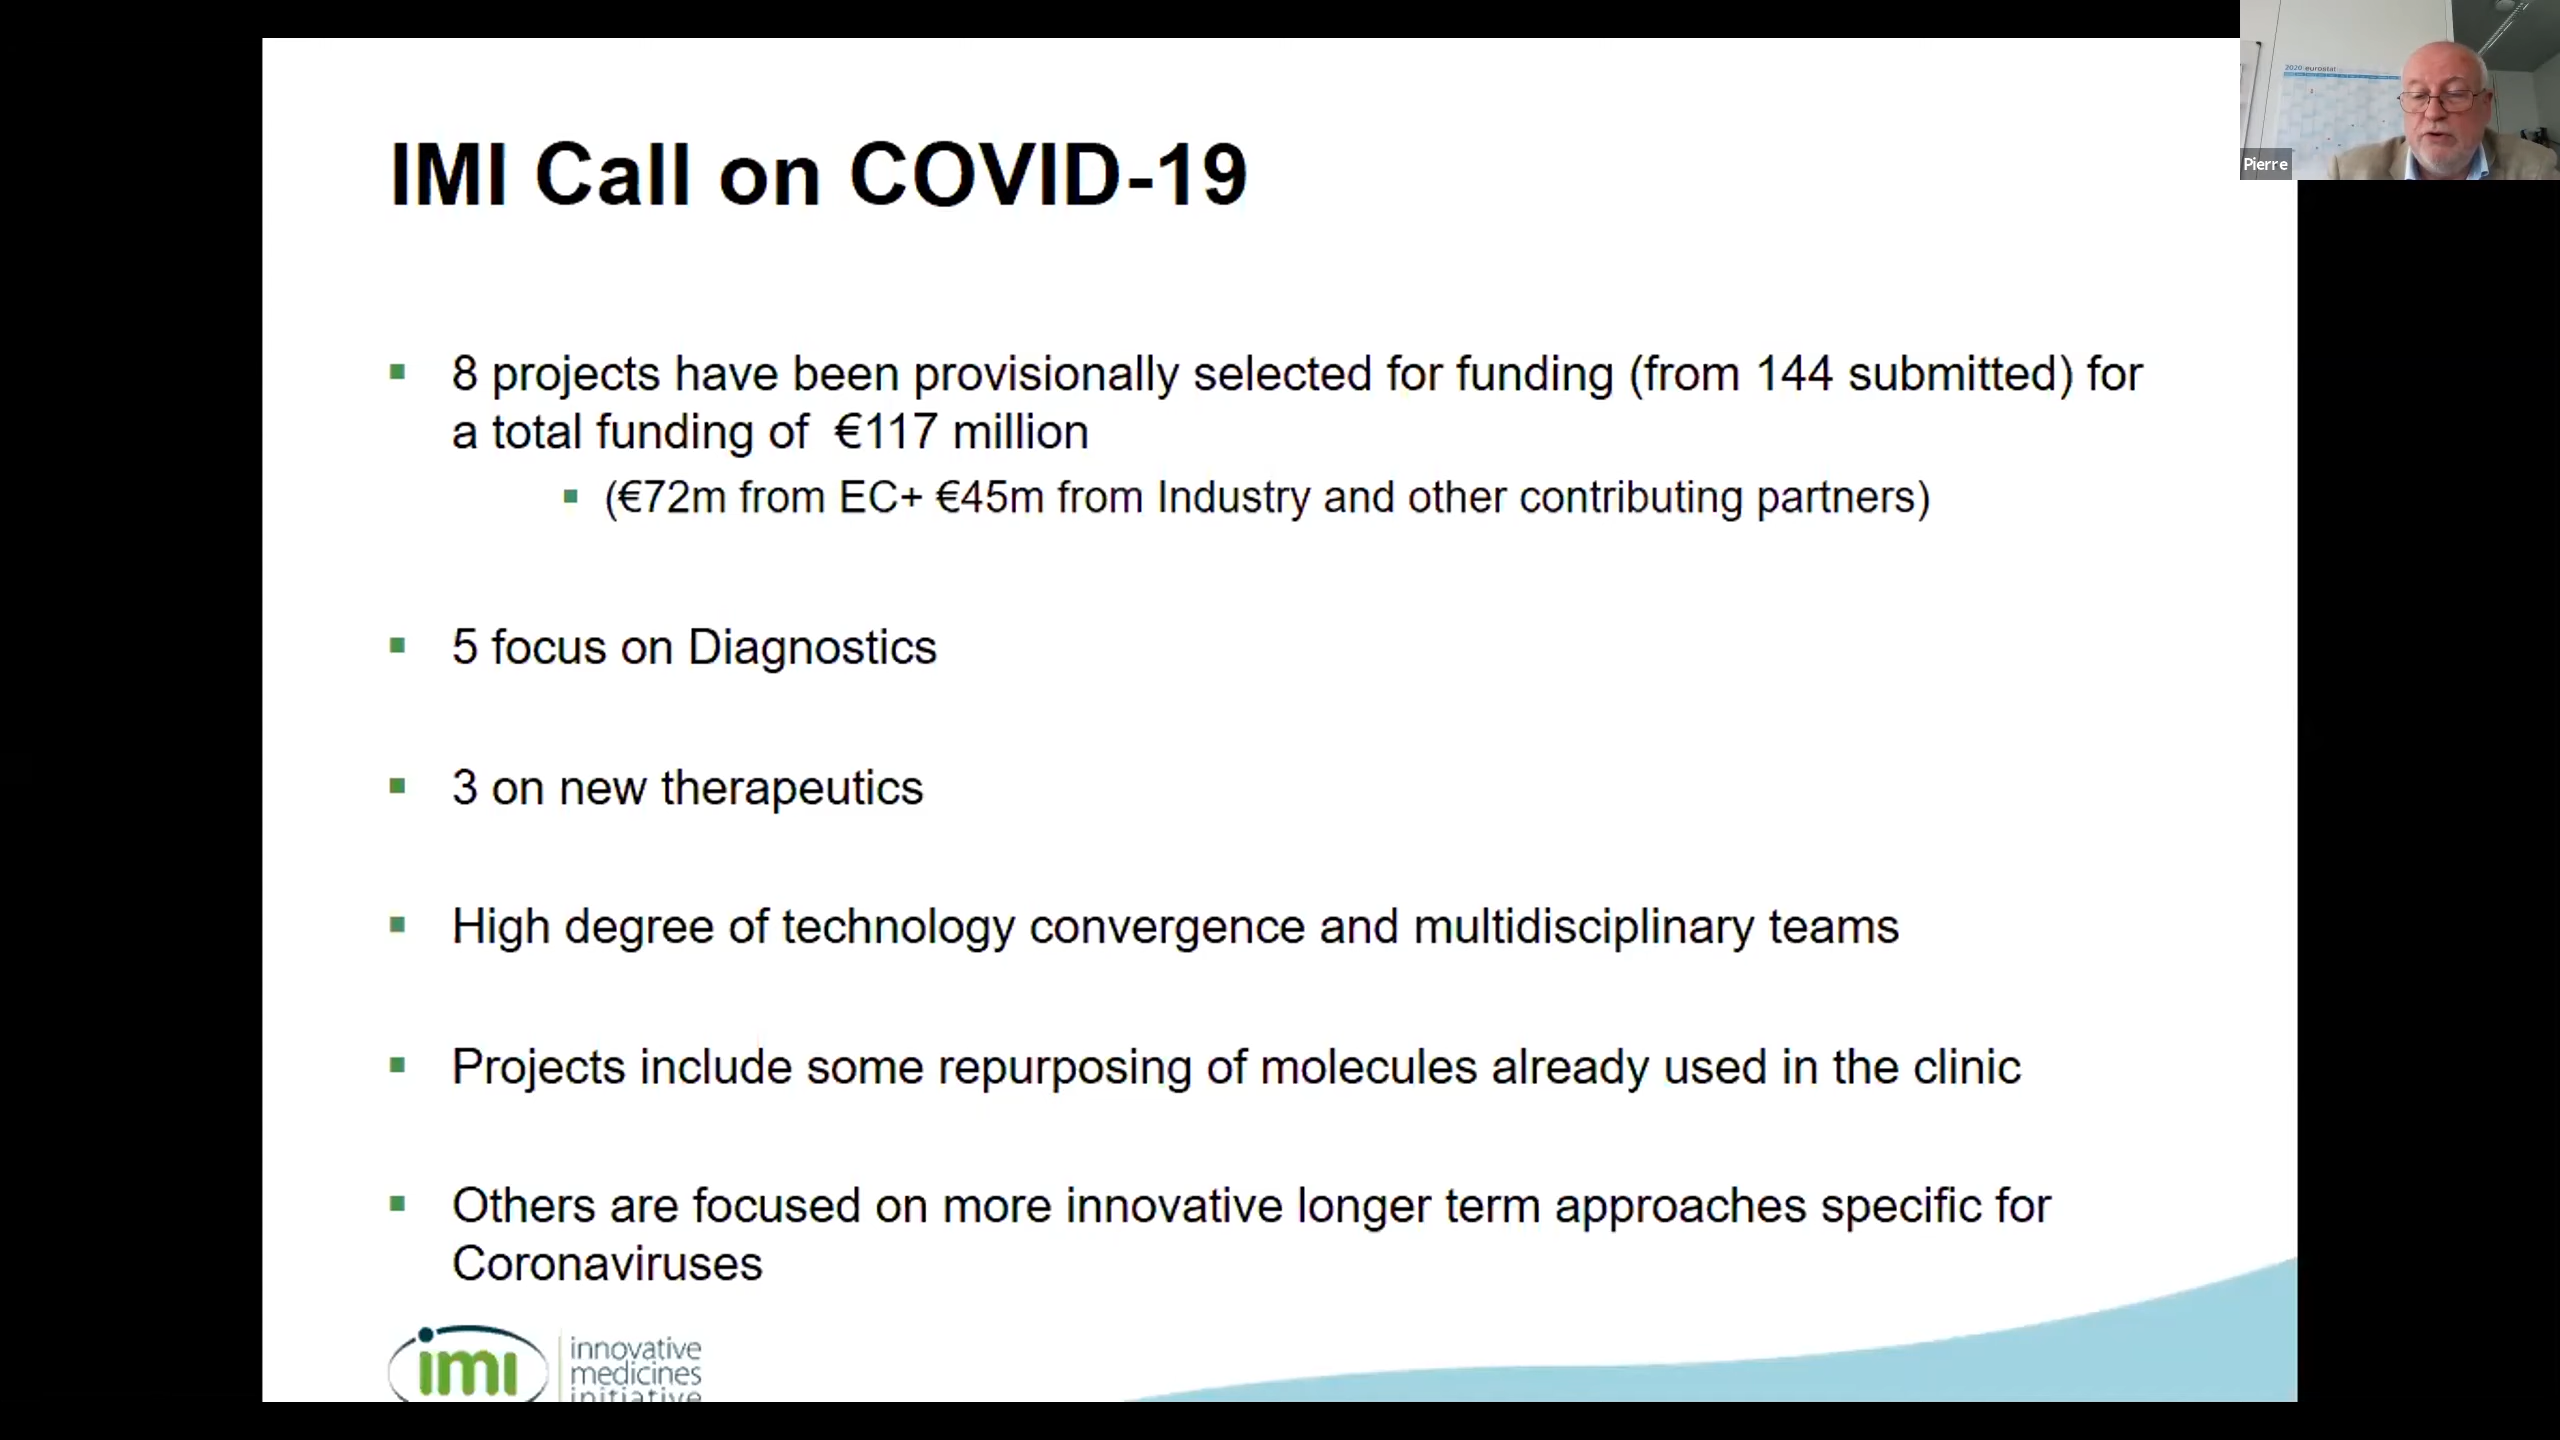 IMI Call on COVID-19
8 projects have been provisionally selected for funding (from 144 submitted) for
a total funding of €117 million
(€72m from EC+ €45m from Industry and other contributing partners)
5 focus on Diagnostics
3 on new therapeutics
High degree of technology convergence and multidisciplinary teams
Projects include some repurposing of molecules already used in the clinic
Others are focused on more innovative longer term approaches specific for
Coronaviruses
imi
innovative
medicines
initiative
2020 eurostat
Pierre